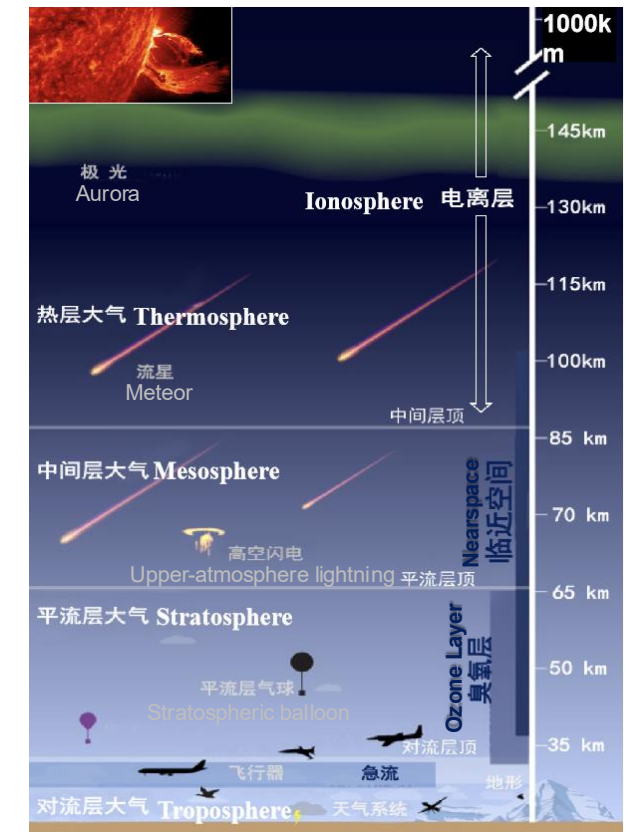 1000k
m
145km
极光
Aurora
Ionosphere 电离层
130km
115km
热层大气 Thermosphere
100km
流星
Meteor
中间层顶
85 km
中间层大气 Mesosphere
Nearspace
临近空间
70 km
高空闪电
Upper-atmosphere lightning 平流层顶
65 km
平流层大气 Stratosphere
Ozone Layer
臭氧层
50 km
平流层气球
Stratospheric balloon
对流层顶
35 km
飞行器
急流
地形
对流层大气 Troposphere
天气系统